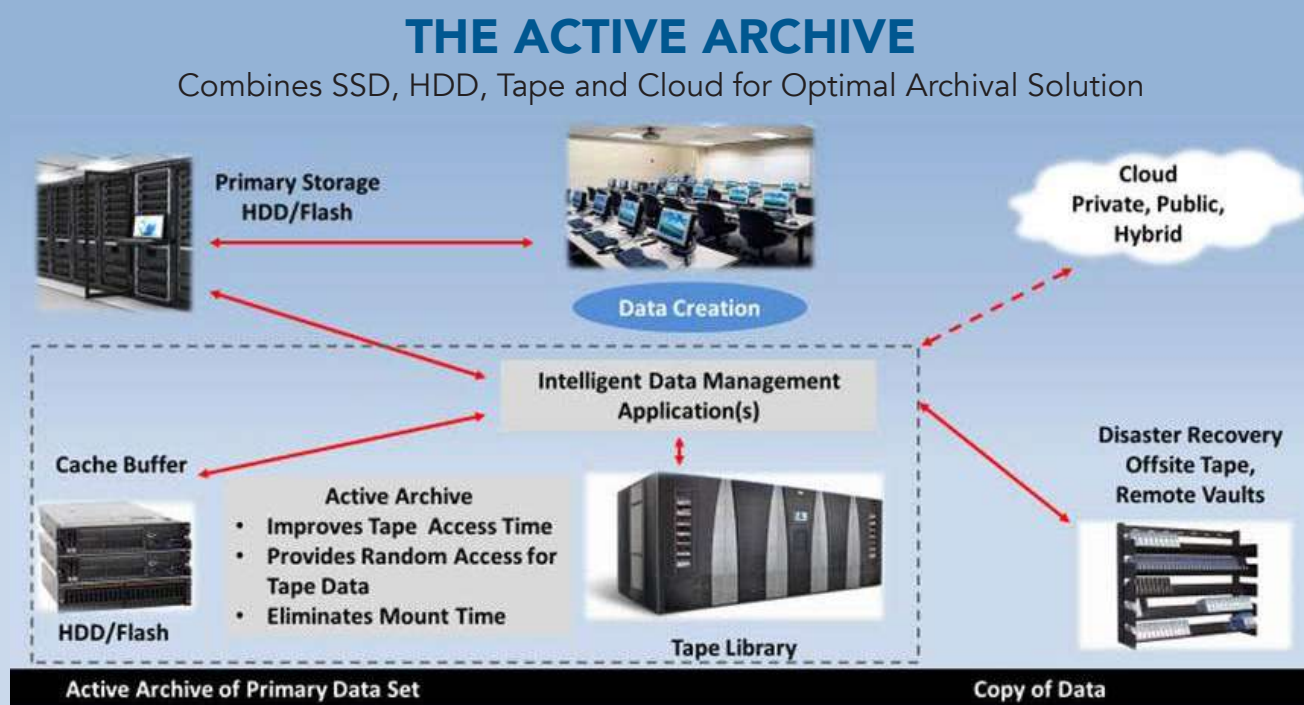 THE ACTIVE ARCHIVE
Combines SSD, HDD, Tape and Cloud for Optimal Archival Solution
Primary Storage
HDD/Flash
Data Creation
Cloud
Private, Public,
Hybrid
Intelligent Data Management
Application(s)
Cache Buffer
HDD/Flash
Active Archive
• Improves Tape Access Time
• Provides Random Access for
Tape Data
• Eliminates Mount Time
Tape Library
Disaster Recovery
Offsite Tape,
Remote Vaults
Active Archive of Primary Data Set
Copy of Data